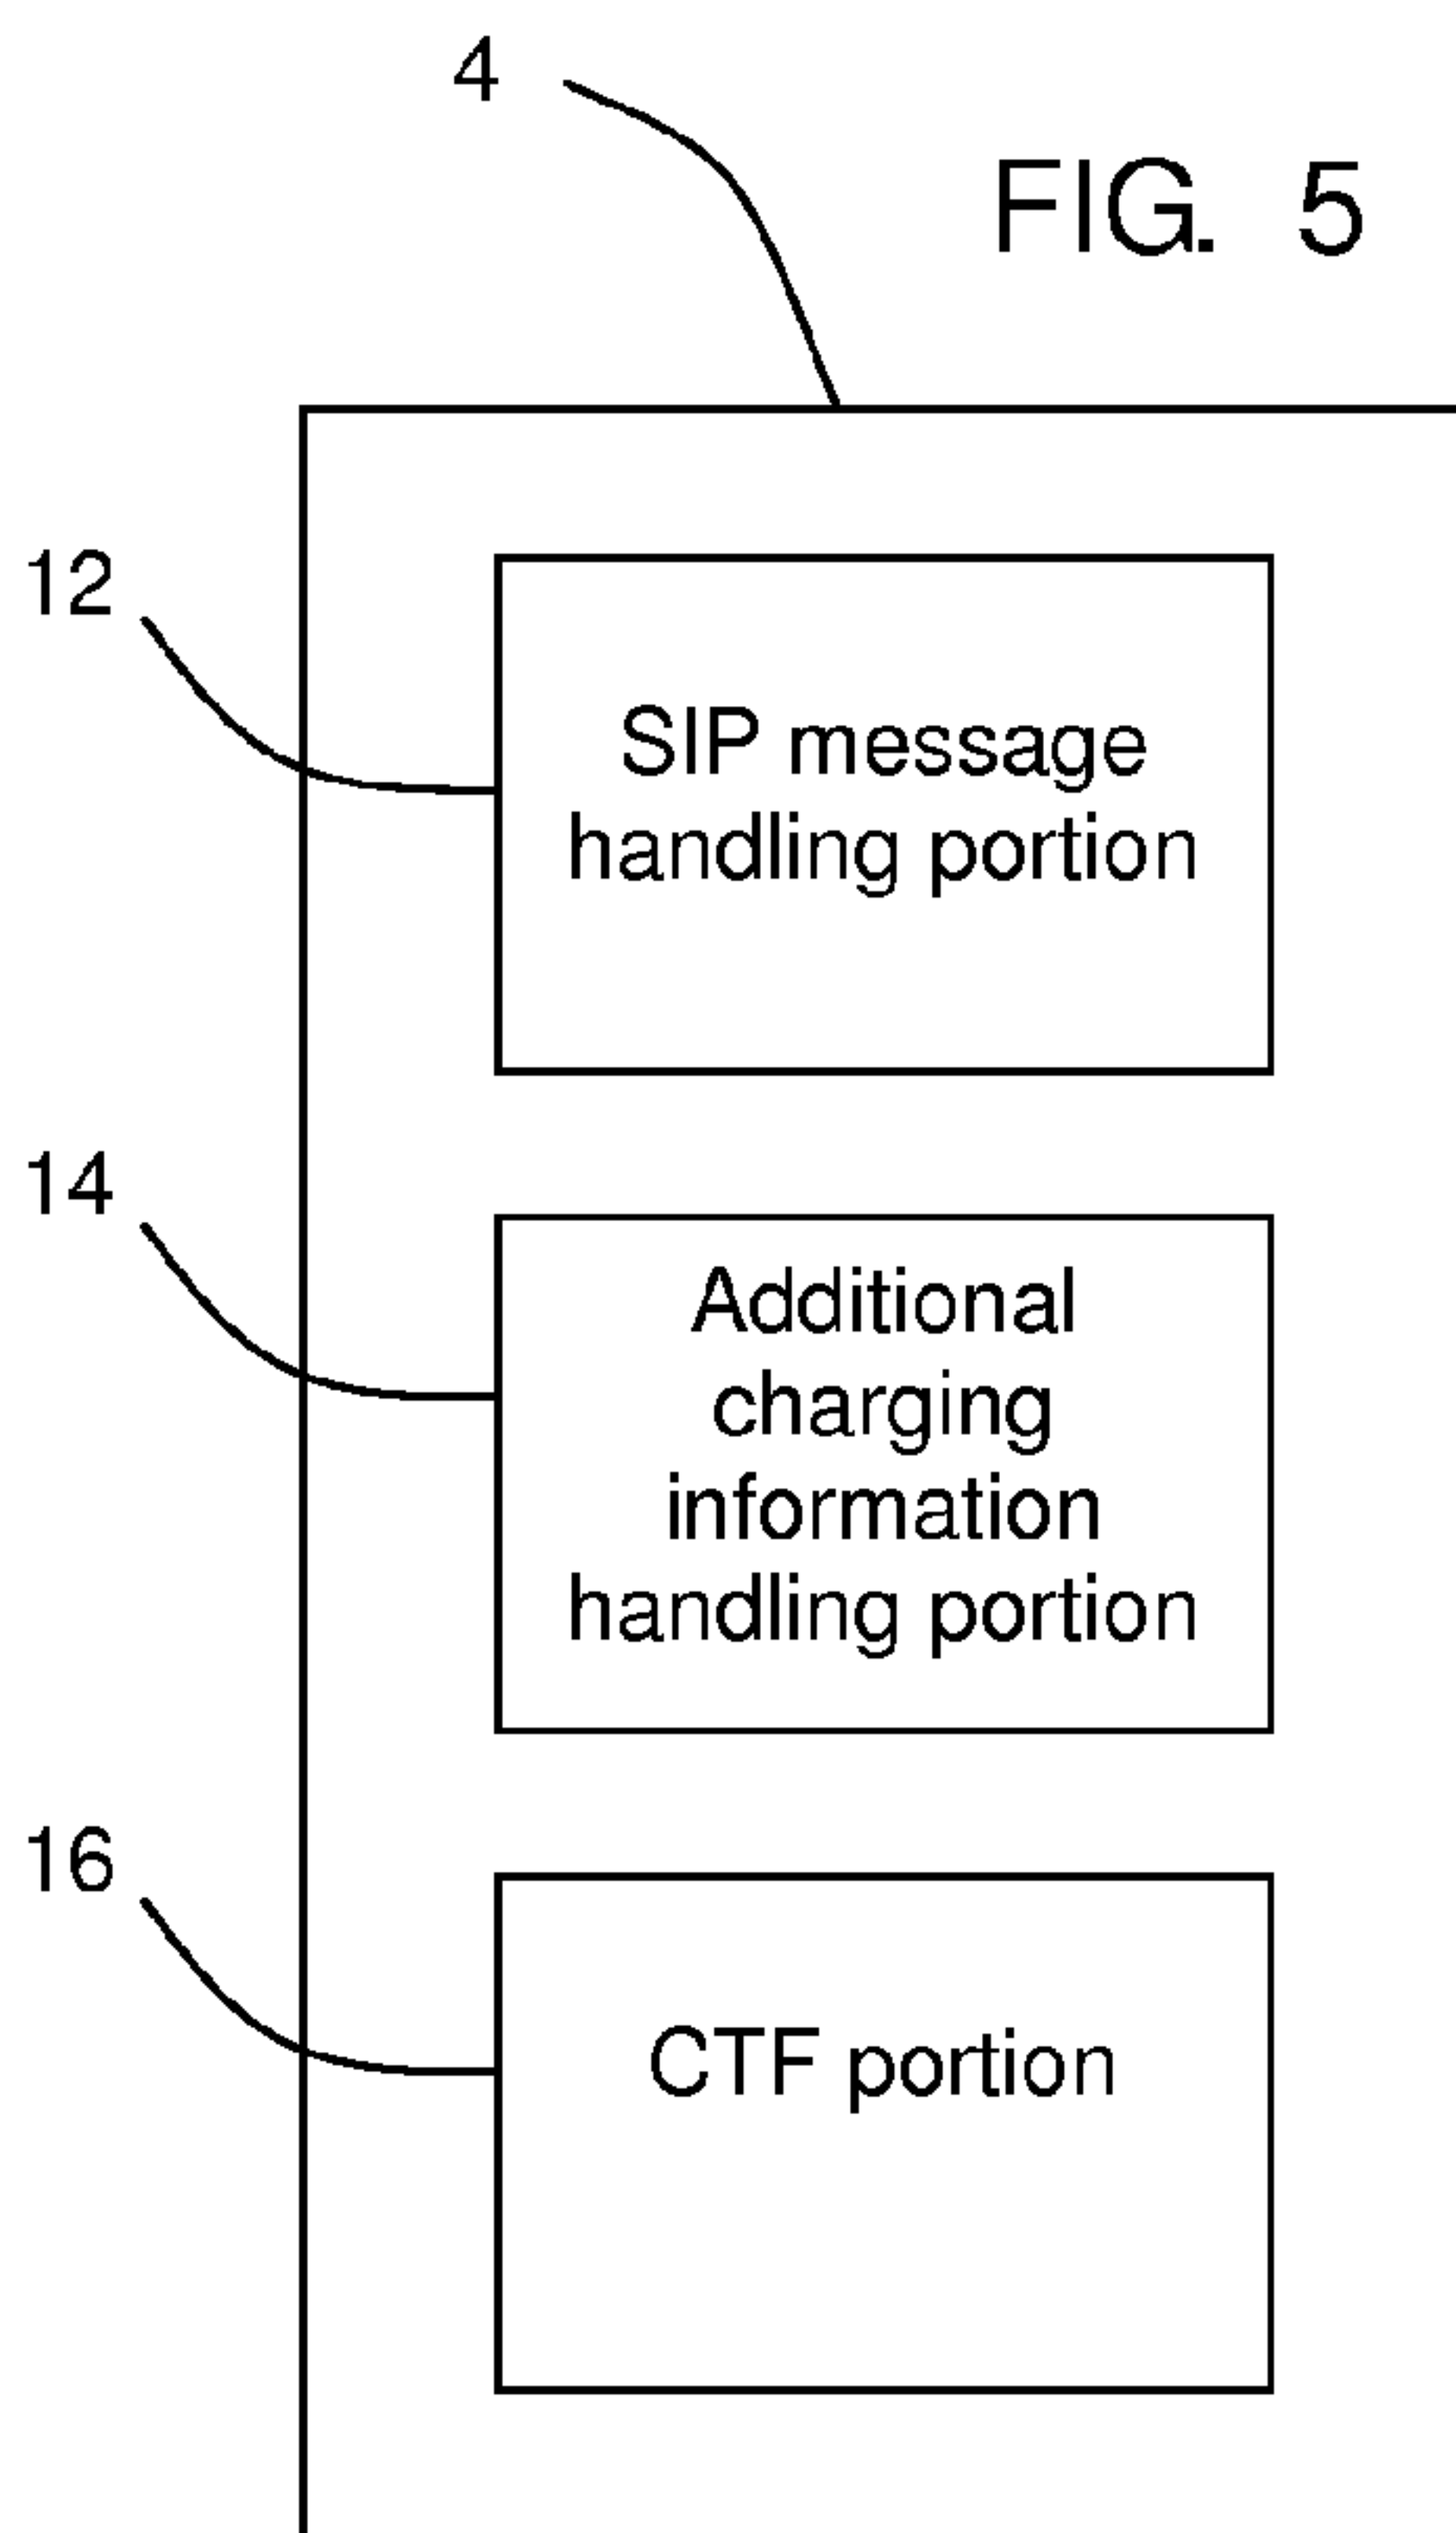 4
FIG. 5
12
SIP message
handling portion
14
Additional
charging
information
handling portion
16
CTF portion